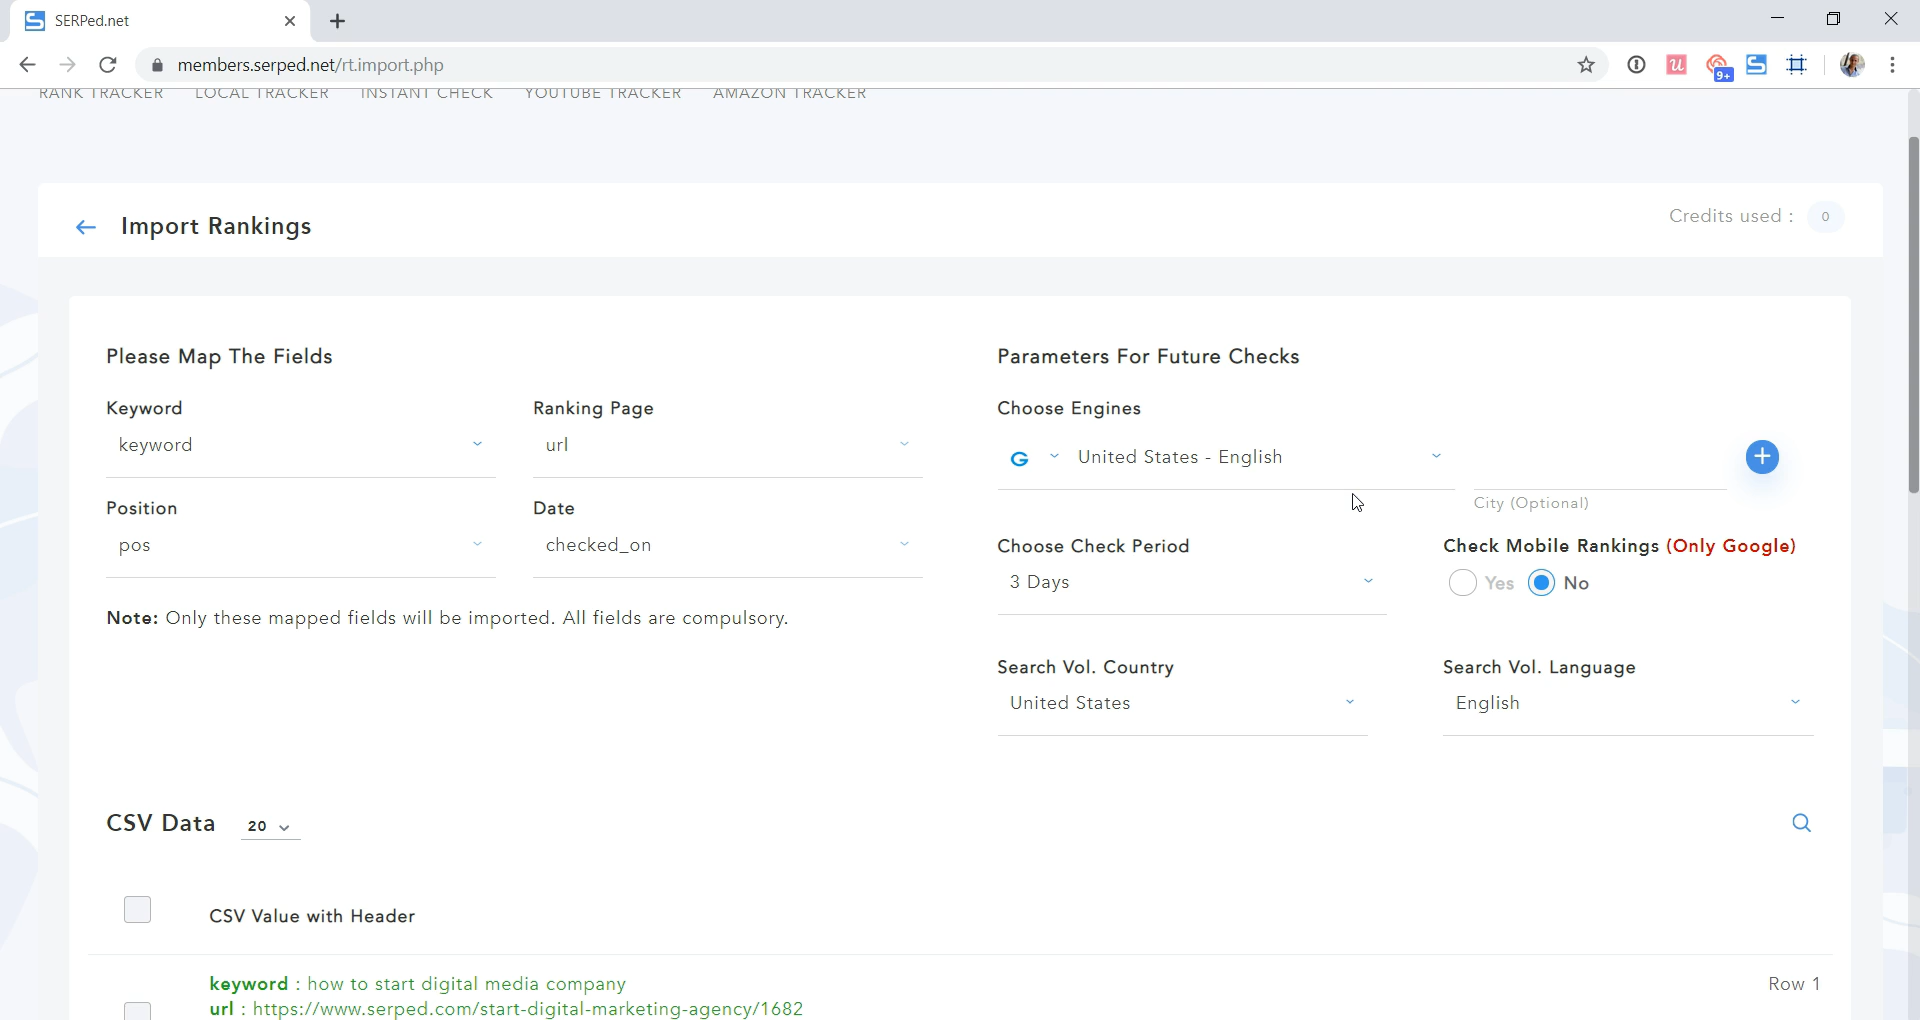 SERPed.net
members.serped.net/rt.import.php
9+
RANK TRACKER LOCAL TRACKER INSTANT CHECK YOUTUBE TRACKER AMAZON TRACKER
Import Rankings
Credits used : 0
Please Map The Fields
Parameters For Future Checks
Keyword
Ranking Page
Choose Engines
keyword
url
G United States - English
City (Optional)
Position
Date
pos
checked_on
Choose Check Period
Check Mobile Rankings (Only Google)
3 Days
Yes No
Note: Only these mapped fields will be imported. All fields are compulsory.
Search Vol. Country
Search Vol. Language
United States
English
CSV Data 20
CSV Value with Header
keyword : how to start digital media company
Row 1
url : https://www.serped.com/start-digital-marketing-agency/1682